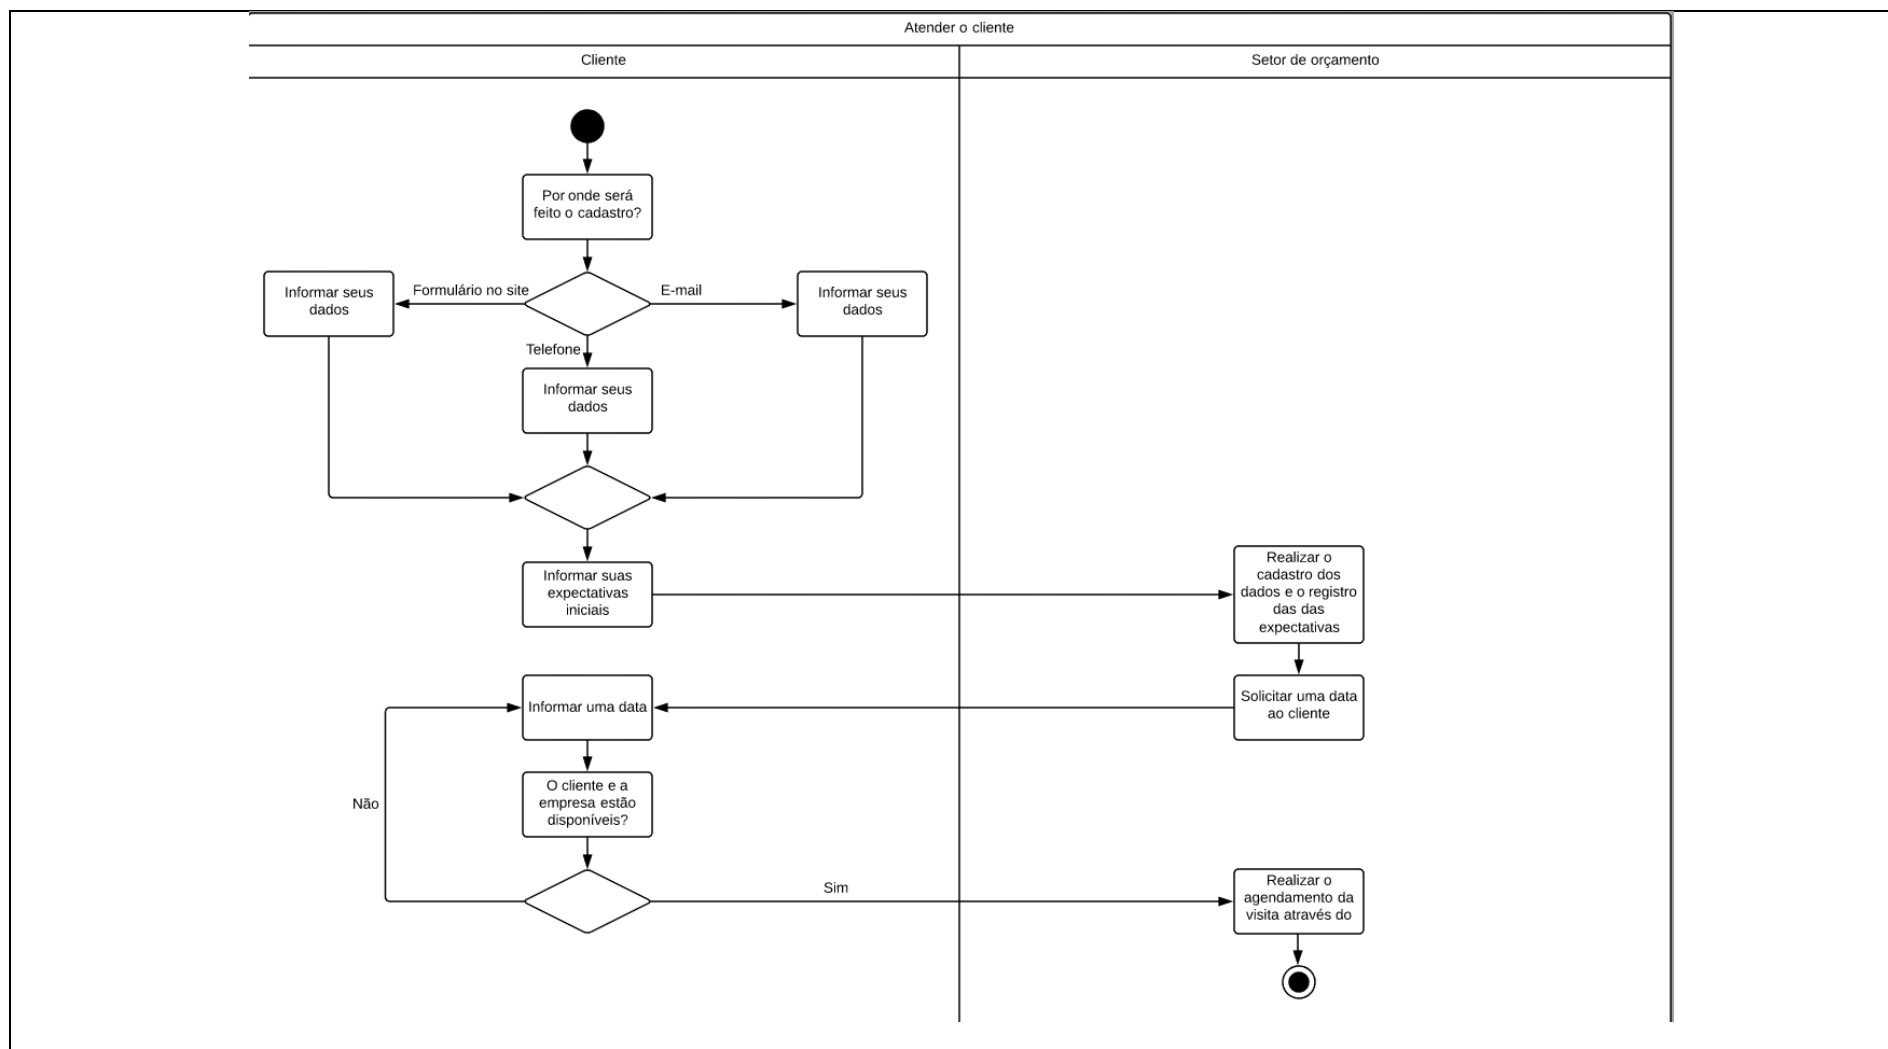 Atender o cliente
Cliente
Setor de orçamento
Por onde será
feito o cadastro?
Informar seus
dados
Formulário no site
E-mail
Informar seus
dados
Telefone
Informar seus
dados
Informar suas
expectativas
iniciais
Realizar o
cadastro dos
dados e o registro
das das
expectativas
Informar uma data
Solicitar uma data
ao cliente
O cliente e a
empresa estão
disponíveis?
Não
Sim
Realizar o
agendamento da
visita através do